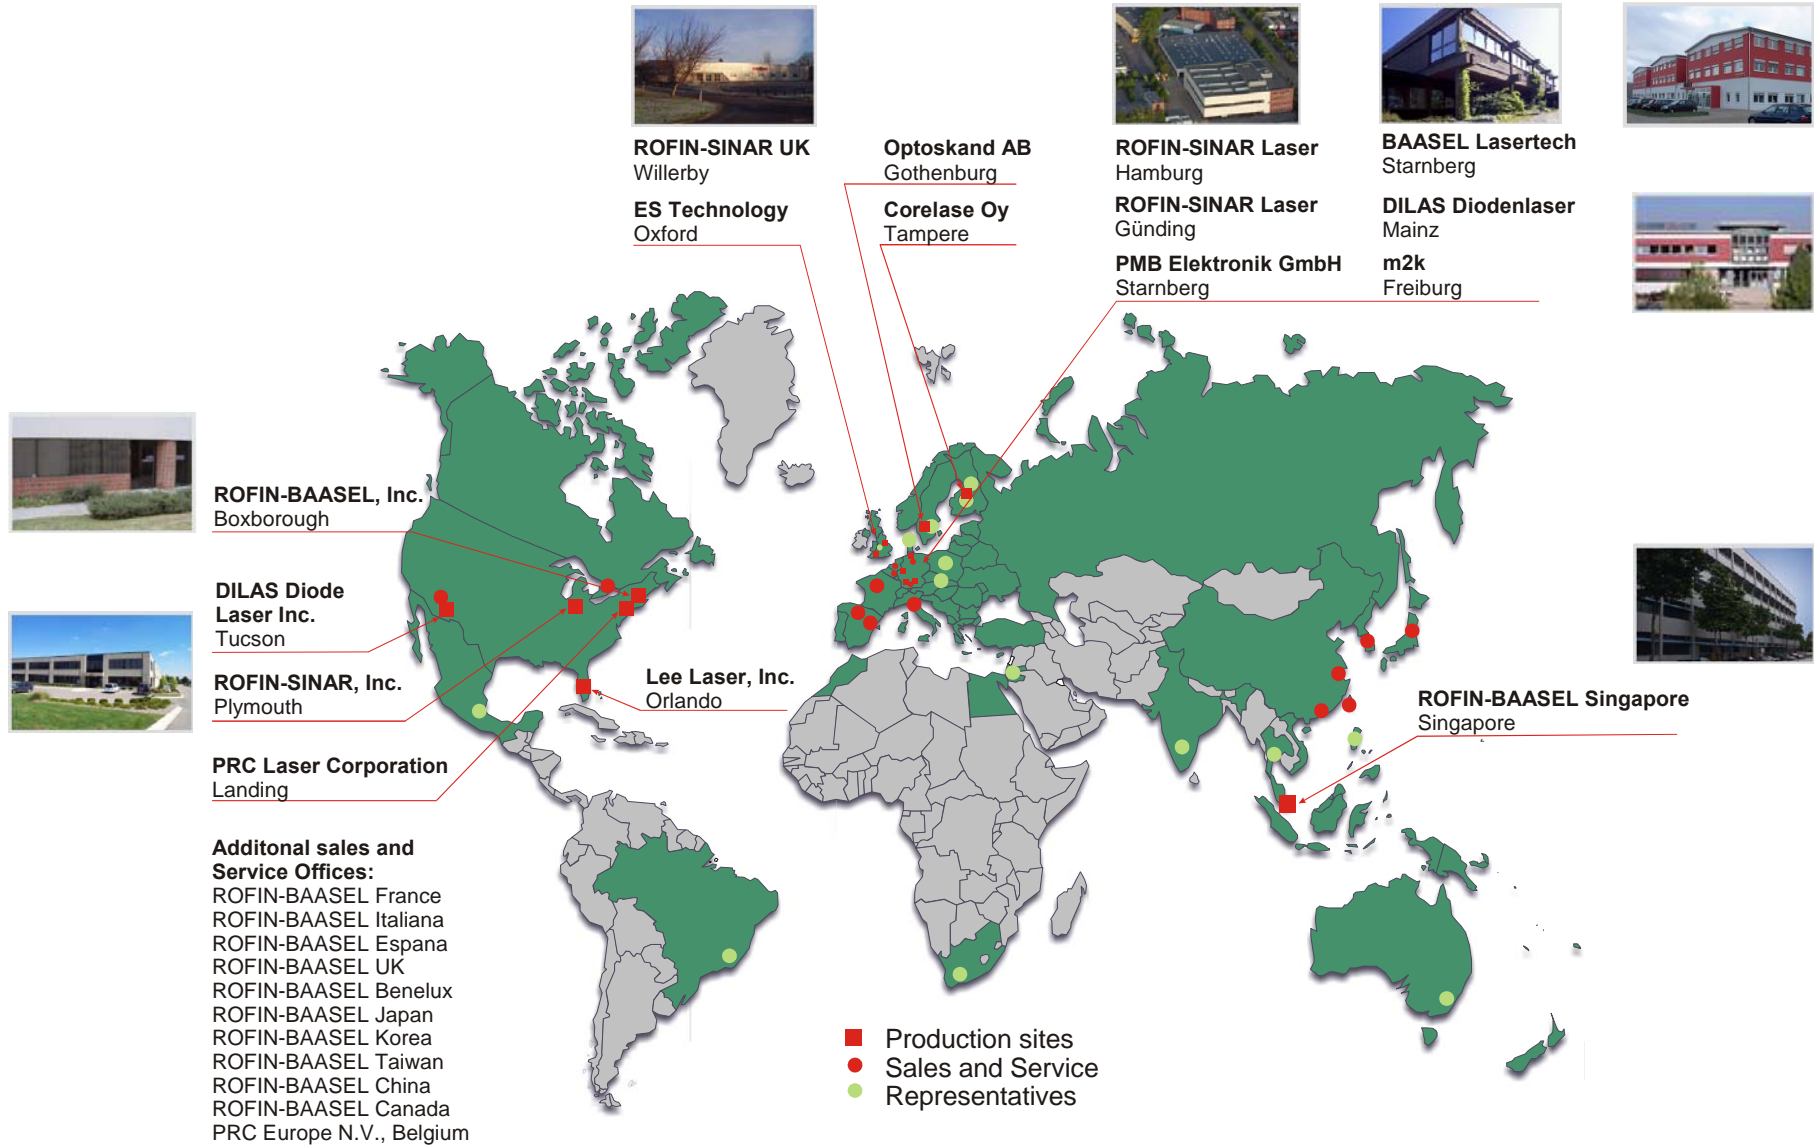 ROFIN-SINAR UK
Willerby
ES Technology
Oxford
Optoskand AB
Gothenburg
Corelase Oy
Tampere
ROFIN-SINAR Laser
Hamburg
ROFIN-SINAR Laser
Günding
PMB Elektronik GmbH
Starnberg
BAASEL Lasertech
Starnberg
DILAS Diodenlaser
Mainz
m2k
Freiburg
ROFIN-BAASEL, Inc.
Boxborough
DILAS Diode
Laser Inc.
Tucson
ROFIN-SINAR, Inc.
Plymouth
Lee Laser, Inc.
Orlando
PRC Laser Corporation
Landing
ROFIN-BAASEL Singapore
Singapore
Additonal sales and
Service Offices:
ROFIN-BAASEL France
ROFIN-BAASEL Italiana
ROFIN-BAASEL Espana
ROFIN-BAASEL UK
ROFIN-BAASEL Benelux
ROFIN-BAASEL Japan
ROFIN-BAASEL Korea
ROFIN-BAASEL Taiwan
ROFIN-BAASEL China
ROFIN-BAASEL Canada
PRC Europe N.V., Belgium
Production sites
Sales and Service
Representatives